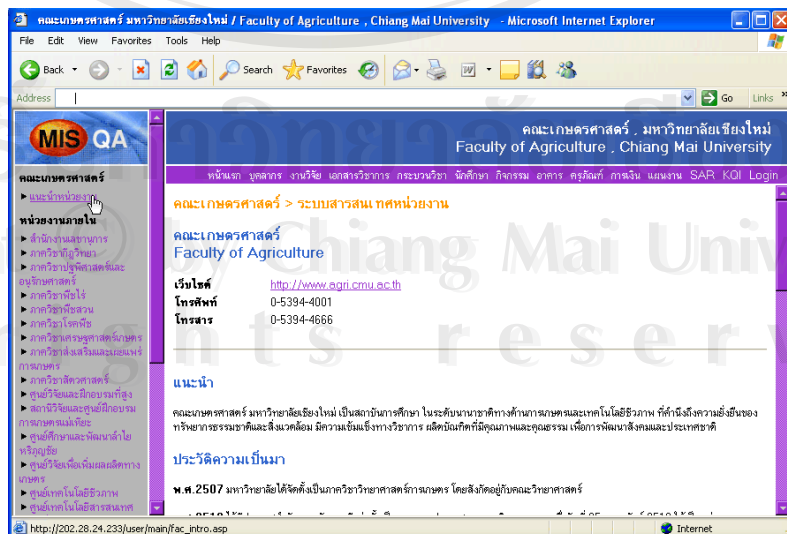 คณะเกษตรศาสตร์ มหาวิทยาลัยเชียงใหม่ / Faculty of Agriculture , Chiang Mai University - Microsoft Internet Explorer
File Edit View Favorites Tools Help
Back Search Favorites
Address Go Links »
MIS QA
คณะเกษตรศาสตร์ , มหาวิทยาลัยเชียงใหม่
Faculty of Agriculture , Chiang Mai University
หน้าแรก บุคลากร งานวิจัย เอกสารวิชาการ กระบวนวิชา นักศึกษา กิจกรรม อาคาร ครุภัณฑ์ การเงิน แผนงาน SAR KQI Login
คณะเกษตรศาสตร์
► แนะนำหน่วยงาน
หน่วยงานภายใน
► สำนักงานเลขานุการ
► ภาควิชากีฏวิทยา
► ภาควิชาปฐพีศาสตร์และ
อนุรักษศาสตร์
► ภาควิชาพืชไร่
► ภาควิชาพืชสวน
► ภาควิชาโรคพืช
► ภาควิชาเศรษฐศาสตร์เกษตร
► ภาควิชาส่งเสริมและเผยแพร่
การเกษตร
► ภาควิชาสัตวศาสตร์
► ศูนย์วิจัยและฝึกอบรมที่สูง
► สถานีวิจัยและศูนย์ฝึกอบรม
การเกษตรแม่เหียะ
► ศูนย์ศึกษาและพัฒนาลำไย
หริภุญชัย
► ศูนย์วิจัยเพื่อเพิ่มผลผลิตทาง
เกษตร
► ศูนย์เทคโนโลยีชีวภาพ
► ศูนย์เทคโนโลยีสารสนเทศ
คณะเกษตรศาสตร์ > ระบบสารสนเทศหน่วยงาน
คณะเกษตรศาสตร์
Faculty of Agriculture
เว็บไซต์ http://www.agri.cmu.ac.th
โทรศัพท์ 0-5394-4001
โทรสาร 0-5394-4666
แนะนำ
คณะเกษตรศาสตร์ มหาวิทยาลัยเชียงใหม่ เป็นสถาบันการศึกษา ในระดับนานาชาติทางด้านการเกษตรและเทคโนโลยีชีวภาพ ที่คำนึงถึงความยั่งยืนของ
ทรัพยากรธรรมชาติและสิ่งแวดล้อม มีความเข้มแข็งทางวิชาการ ผลิตบัณฑิตที่มีคุณภาพและคุณธรรม เพื่อการพัฒนาสังคมและประเทศชาติ
ประวัติความเป็นมา
พ.ศ.2507 มหาวิทยาลัยได้จัดตั้งเป็นภาควิชาวิทยาศาสตร์การเกษตร โดยสังกัดอยู่กับคณะวิทยาศาสตร์
http://202.28.24.233/user/main/fac_intro.asp Internet
by Chiang Mai Univ
ghts reserv